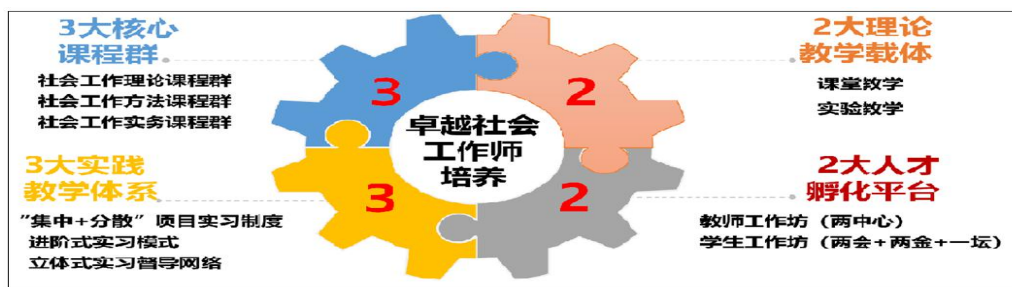 3大核心
课程群
社会工作理论课程群
社会工作方法课程群
社会工作实务课程群
3
2大理论
教学载体
课堂教学
实验教学
2
卓越社会
工作师
培养
3大实践
教学体系
"集中+分散"项目实习制度
进阶式实习模式
立体式实习督导网络
3
2大人才
孵化平台
教师工作坊（两中心）
学生工作坊（两会+两金+一坛）
2